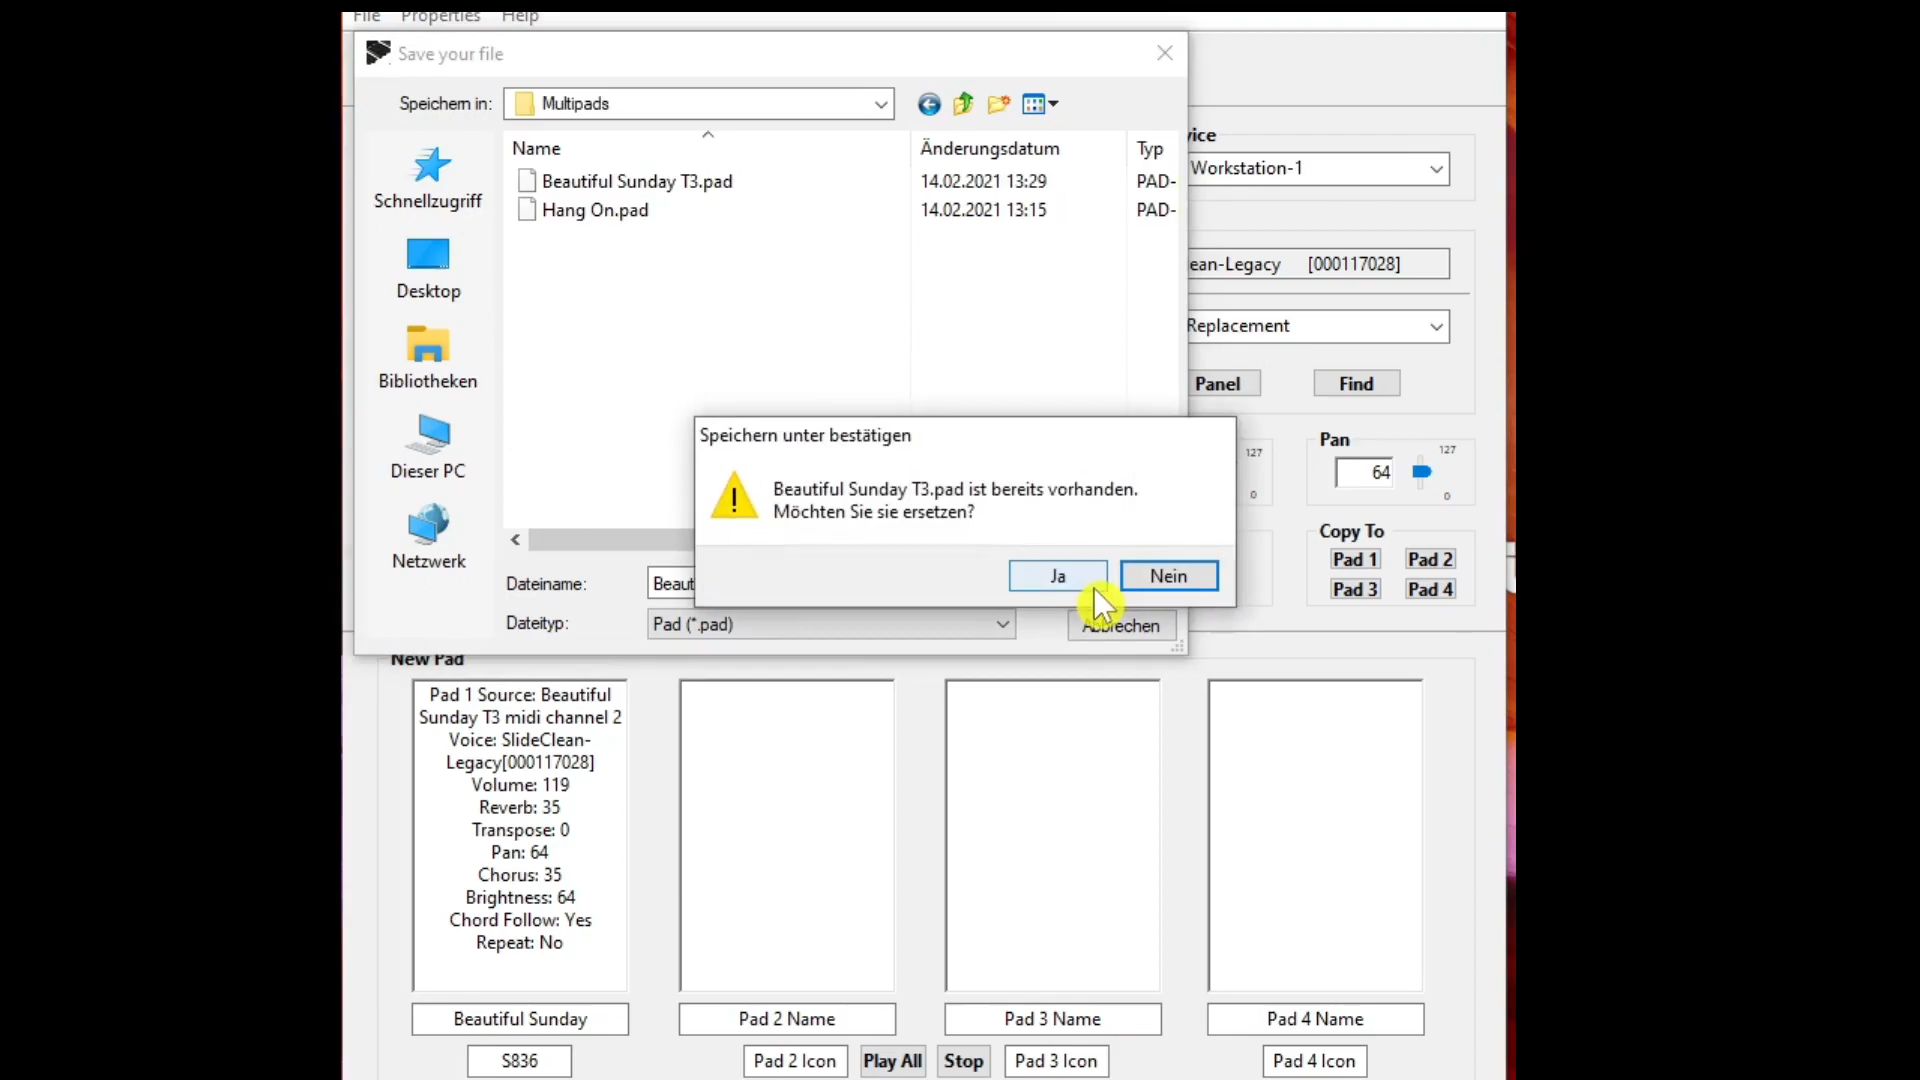 File Properties Help
Save your file
Speichern in: Multipads
Name Änderungsdatum Typ
Beautiful Sunday T3.pad 14.02.2021 13:29 PAD-
Hang On.pad 14.02.2021 13:15 PAD-
Schnellzugriff
Desktop
Bibliotheken
Dieser PC
Netzwerk
Dateiname: Beaut
Dateityp: Pad (*.pad)
Abbrechen
Speichern unter bestätigen
Beautiful Sunday T3.pad ist bereits vorhanden.
Möchten Sie sie ersetzen?
Ja Nein
vice
Workstation-1
ean-Legacy [000117028]
Replacement
Panel Find
127
0
Pan
64
127
0
Copy To
Pad 1 Pad 2
Pad 3 Pad 4
New Pad
Pad 1 Source: Beautiful
Sunday T3 midi channel 2
Voice: SlideClean-
Legacy[000117028]
Volume: 119
Reverb: 35
Transpose: 0
Pan: 64
Chorus: 35
Brightness: 64
Chord Follow: Yes
Repeat: No
Beautiful Sunday Pad 2 Name Pad 3 Name Pad 4 Name
S836 Pad 2 Icon Play All Stop Pad 3 Icon Pad 4 Icon